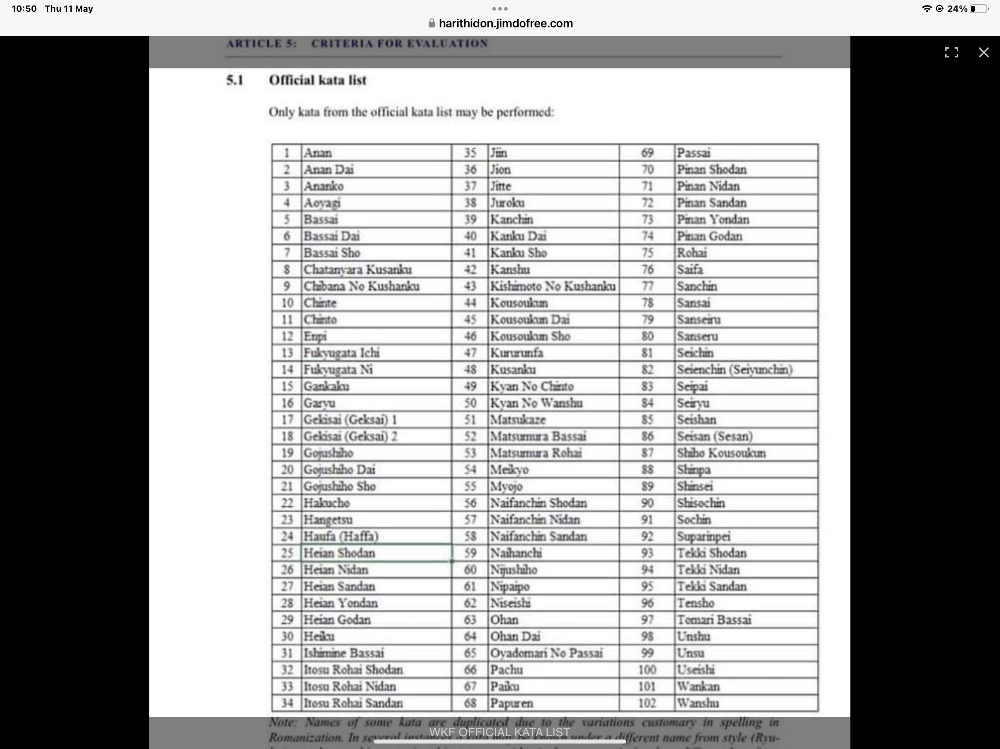 10:50 Thu 11 May
24%
harithidon.jimdofree.com
ARTICLE 5: CRITERIA FOR EVALUATION
5.1 Official kata list
Only kata from the official kata list may be performed:
1 Anan 35 Jiin 69 Passai
2 Anan Dai 36 Jion 70 Pinan Shodan
3 Ananko 37 Jitte 71 Pinan Nidan
4 Aoyagi 38 Juroku 72 Pinan Sandan
5 Bassai 39 Kanchin 73 Pinan Yondan
6 Bassai Dai 40 Kanku Dai 74 Pinan Godan
7 Bassai Sho 41 Kanku Sho 75 Rohai
8 Chatanyara Kusanku 42 Kanshu 76 Saifa
9 Chibana No Kushanku 43 Kishimoto No Kushanku 77 Sanchin
10 Chinte 44 Kousoukun 78 Sansai
11 Chinto 45 Kousoukun Dai 79 Sanseiru
12 Enpi 46 Kousoukun Sho 80 Sanseru
13 Fukyugata Ichi 47 Kururunfa 81 Seichin
14 Fukyugata Ni 48 Kusanku 82 Seienchin (Seiyunchin)
15 Gankaku 49 Kyan No Chinto 83 Seipai
16 Garyu 50 Kyan No Wanshu 84 Seiryu
17 Gekisai (Geksai) 1 51 Matsukaze 85 Seishan
18 Gekisai (Geksai) 2 52 Matsumura Bassai 86 Seisan (Sesan)
19 Gojushiho 53 Matsumura Rohai 87 Shiho Kousoukun
20 Gojushiho Dai 54 Meikyo 88 Shinpa
21 Gojushiho Sho 55 Myojo 89 Shinsei
22 Hakucho 56 Naifanchin Shodan 90 Shisochin
23 Hangetsu 57 Naifanchin Nidan 91 Sochin
24 Haufa (Haffa) 58 Naifanchin Sandan 92 Suparinpei
25 Heian Shodan 59 Naihanchi 93 Tekki Shodan
26 Heian Nidan 60 Nijushiho 94 Tekki Nidan
27 Heian Sandan 61 Nipaipo 95 Tekki Sandan
28 Heian Yondan 62 Niseishi 96 Tensho
29 Heian Godan 63 Ohan 97 Tomari Bassai
30 Heiku 64 Ohan Dai 98 Unshu
31 Ishimine Bassai 65 Oyadomari No Passai 99 Unsu
32 Itosu Rohai Shodan 66 Pachu 100 Useishi
33 Itosu Rohai Nidan 67 Paiku 101 Wankan
34 Itosu Rohai Sandan 68 Papuren 102 Wanshu
Note: Names of some kata are duplicated due to the variations customary in spelling in
WKF OFFICIAL KATA LIST
Romanization. In several instances a kata may be known under a different name from style (Ryu-